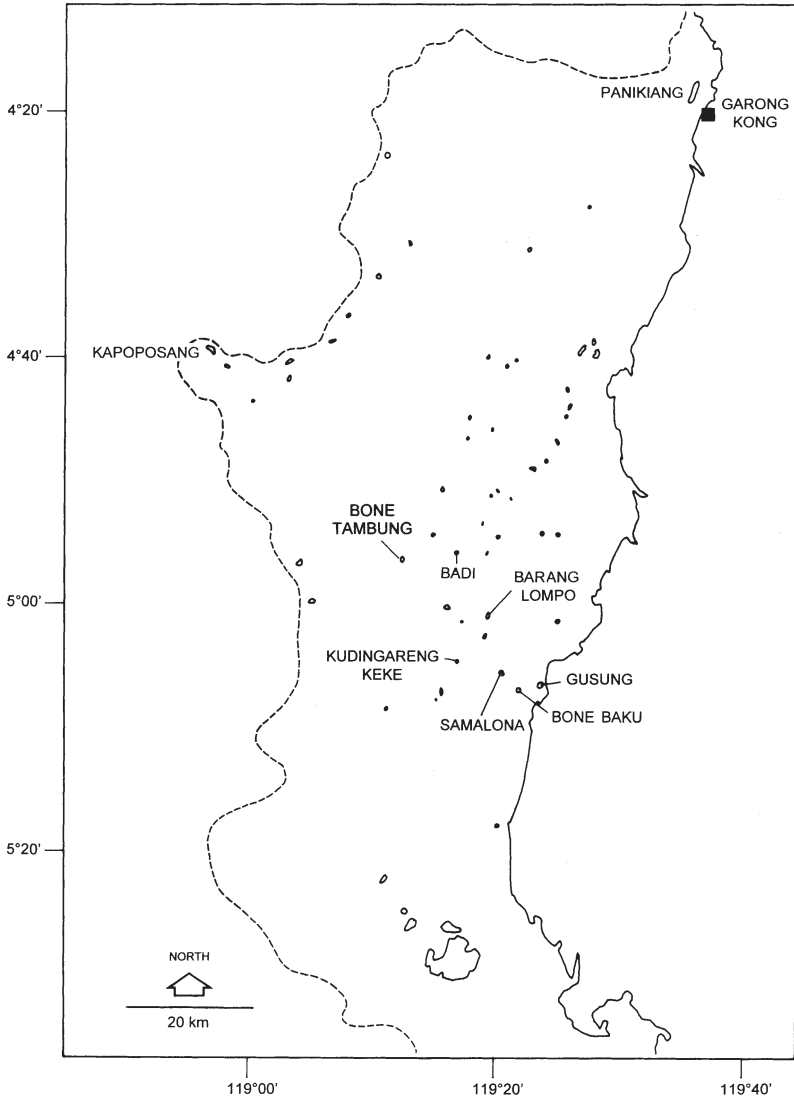 PANIKIANG
4°20'
GARONG
KONG
KAPOPOSANG
4°40'
BONE
TAMBUNG
BADI
BARANG
LOMPO
5°00'
KUDINGARENG
KEKE
GUSUNG
SAMALONA
BONE BAKU
5°20'
NORTH
20 km
119°00'
119°20'
119°40'